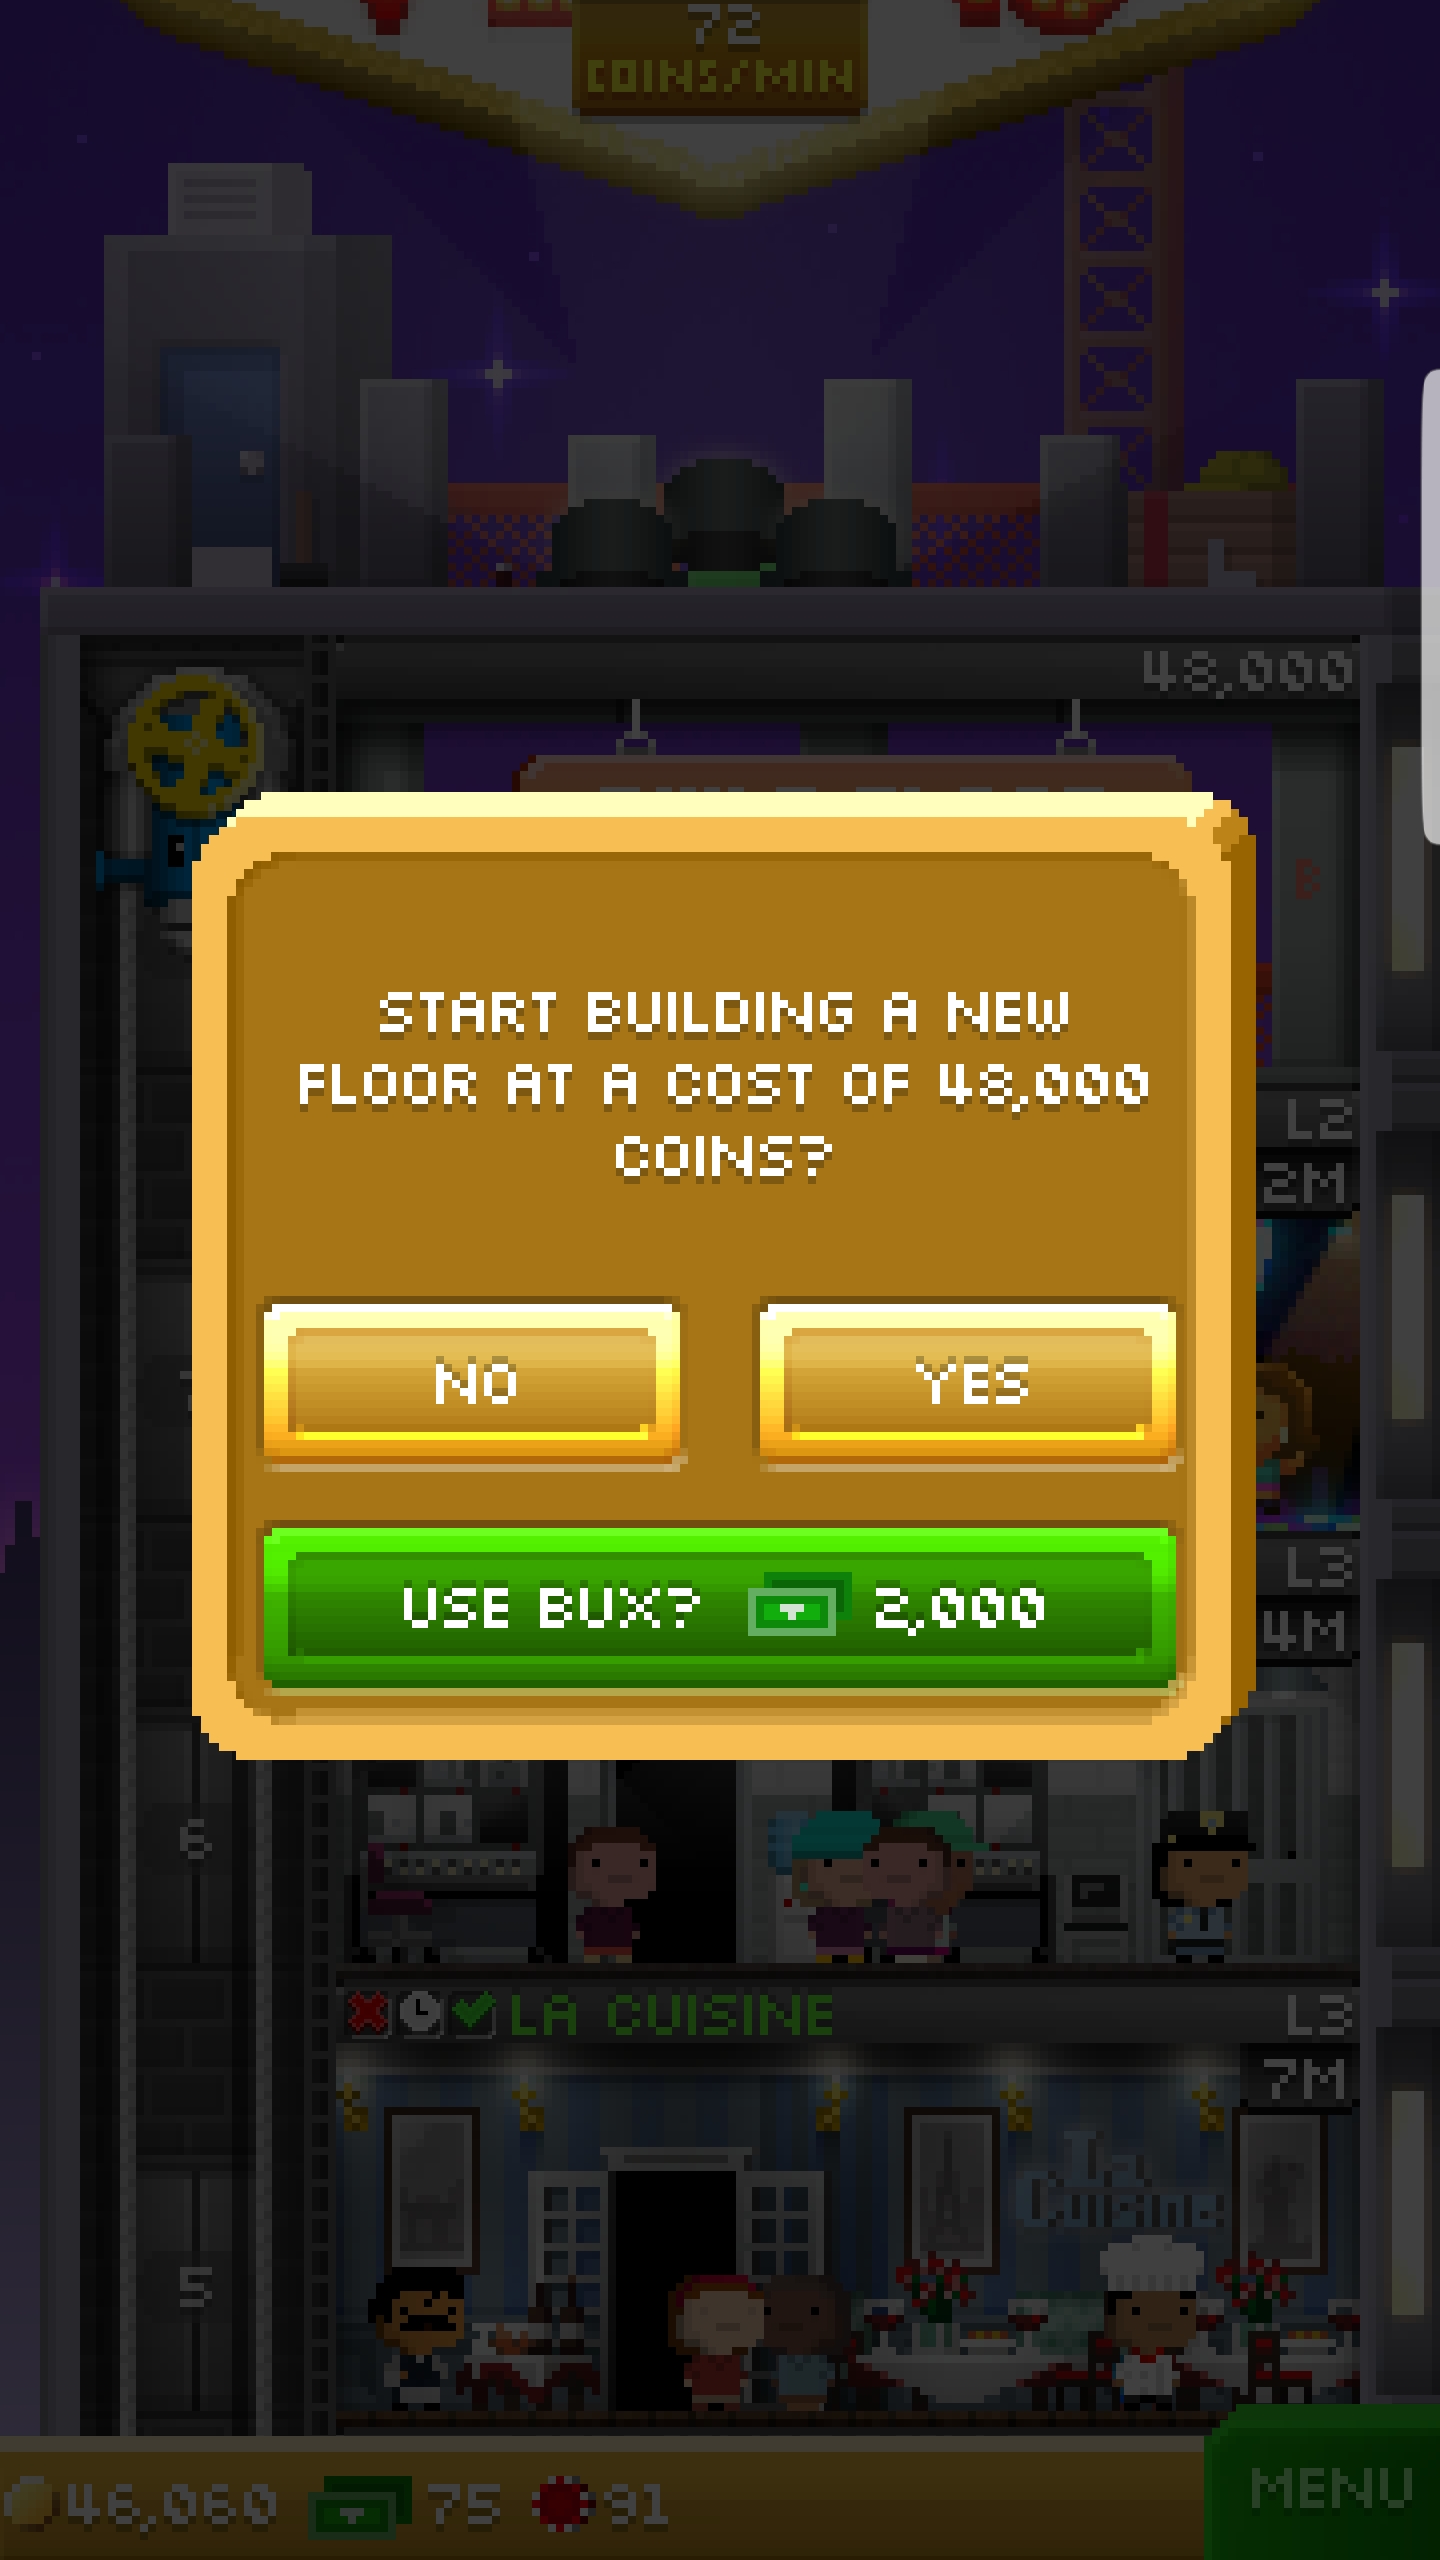 72
COINS/MIN
48,000
B
START BUILDING A NEW
FLOOR AT A COST OF 48,000
COINS?
L2
2M
NO
YES
L3
USE BUX? 2,000
4M
6
LA CUISINE
L3
7M
La
Cuisine
5
46,060 75 91
MENU